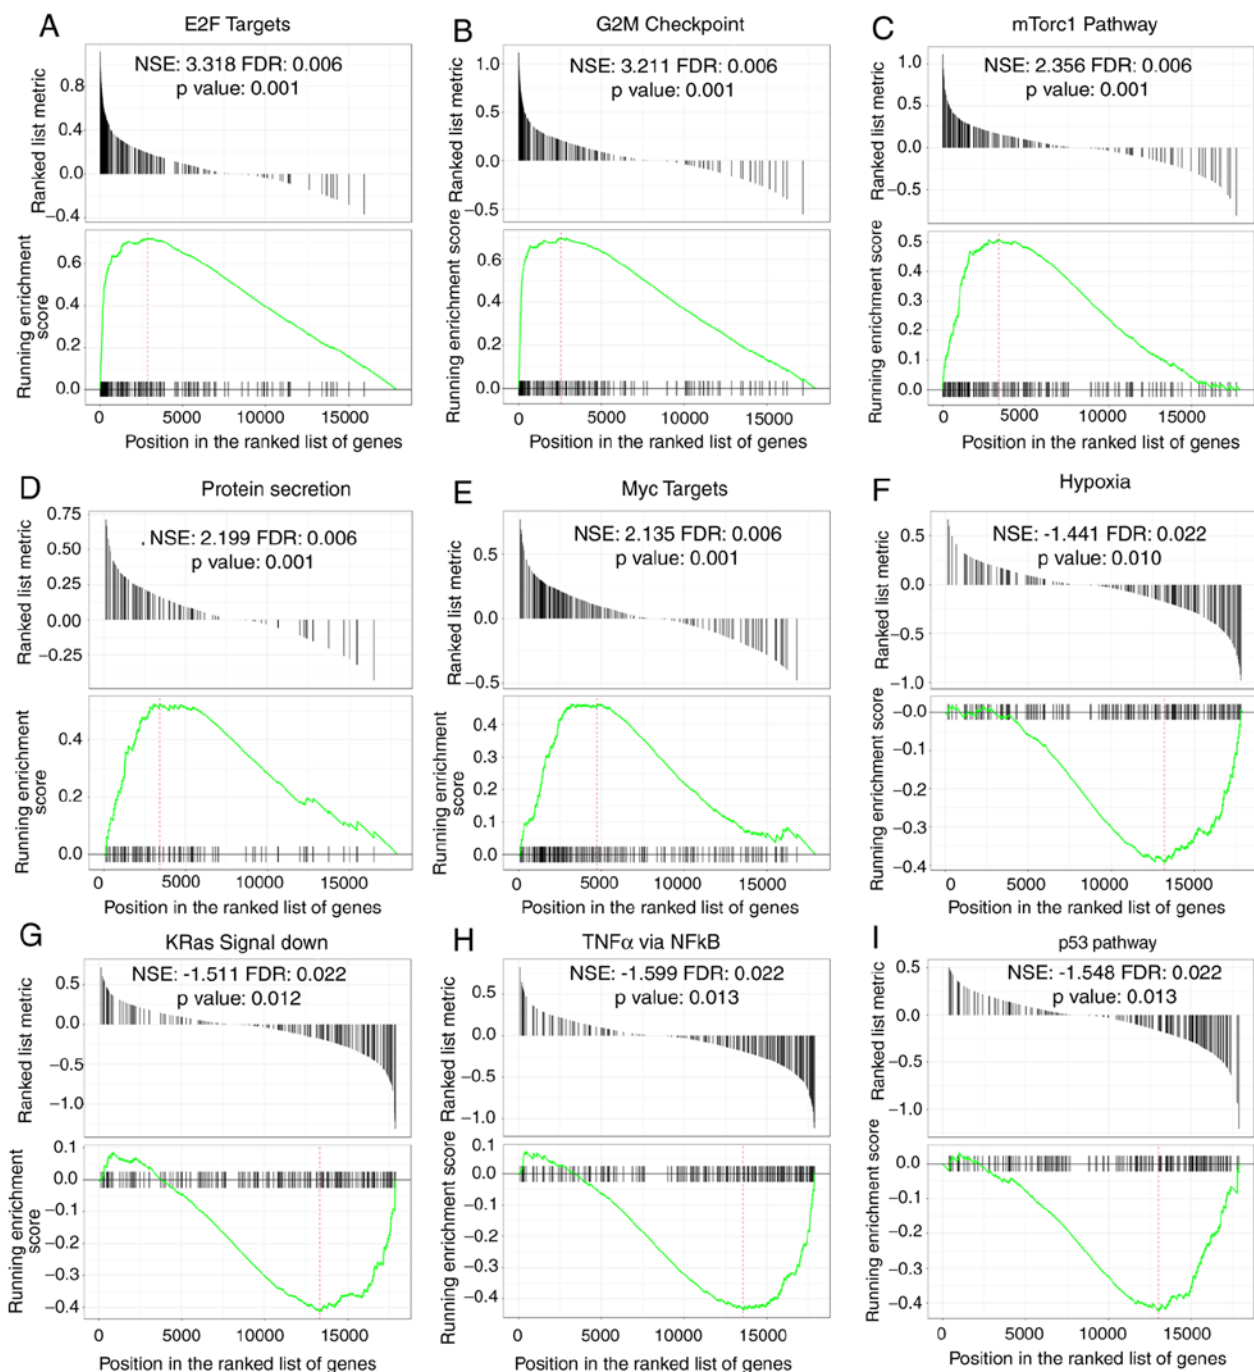 A
E2F Targets
NSE: 3.318 FDR: 0.006
p value: 0.001
Ranked list metric
0.8
0.4
0.0
−0.4
Running enrichment
score
0.6
0.4
0.2
0.0
0 5000 10000 15000
Position in the ranked list of genes
B
G2M Checkpoint
NSE: 3.211 FDR: 0.006
p value: 0.001
Ranked list metric
1.0
0.5
0.0
−0.5
Running enrichment score
0.6
0.4
0.2
0.0
0 5000 10000 15000
Position in the ranked list of genes
C
mTorc1 Pathway
NSE: 2.356 FDR: 0.006
p value: 0.001
Ranked list metric
1.0
0.5
0.0
−0.5
Running enrichment score
0.5
0.4
0.3
0.2
0.1
0.0
0 5000 10000 15000
Position in the ranked list of genes
D
Protein secretion
. NSE: 2.199 FDR: 0.006
p value: 0.001
Ranked list metric
0.75
0.50
0.25
0.00
−0.25
Running enrichment
score
0.4
0.2
0.0
0 5000 10000 15000
Position in the ranked list of genes
E
Myc Targets
NSE: 2.135 FDR: 0.006
p value: 0.001
Ranked list metric
0.5
0.0
−0.5
Running enrichment
score
0.4
0.3
0.2
0.1
0.0
0 5000 10000 15000
Position in the ranked list of genes
F
Hypoxia
NSE: -1.441 FDR: 0.022
p value: 0.010
Ranked list metric
0.5
0.0
−0.5
−1.0
Running enrichment score
−0.0
−0.1
−0.2
−0.3
−0.4
0 5000 10000 15000
Position in the ranked list of genes
G
KRas Signal down
NSE: -1.511 FDR: 0.022
p value: 0.012
Ranked list metric
0.5
0.0
−0.5
−1.0
Running enrichment
score
0.1
0.0
−0.1
−0.2
−0.3
−0.4
0 5000 10000 15000
Position in the ranked list of genes
H
TNFα via NFkB
NSE: -1.599 FDR: 0.022
p value: 0.013
Ranked list metric
0.5
0.0
−0.5
−1.0
Running enrichment score
0.1
0.0
−0.1
−0.2
−0.3
−0.4
0 5000 10000 15000
Position in the ranked list of genes
I
p53 pathway
NSE: -1.548 FDR: 0.022
p value: 0.013
Ranked list metric
0.5
0.0
−0.5
−1.0
Running enrichment score
0.0
−0.1
−0.2
−0.3
−0.4
0 5000 10000 15000
Position in the ranked list of genes